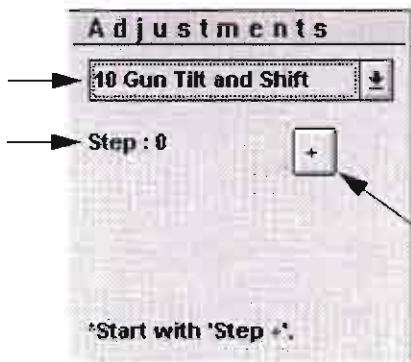 Adjustments
10 Gun Tilt and Shift
Step : 0
+
*Start with 'Step +'.